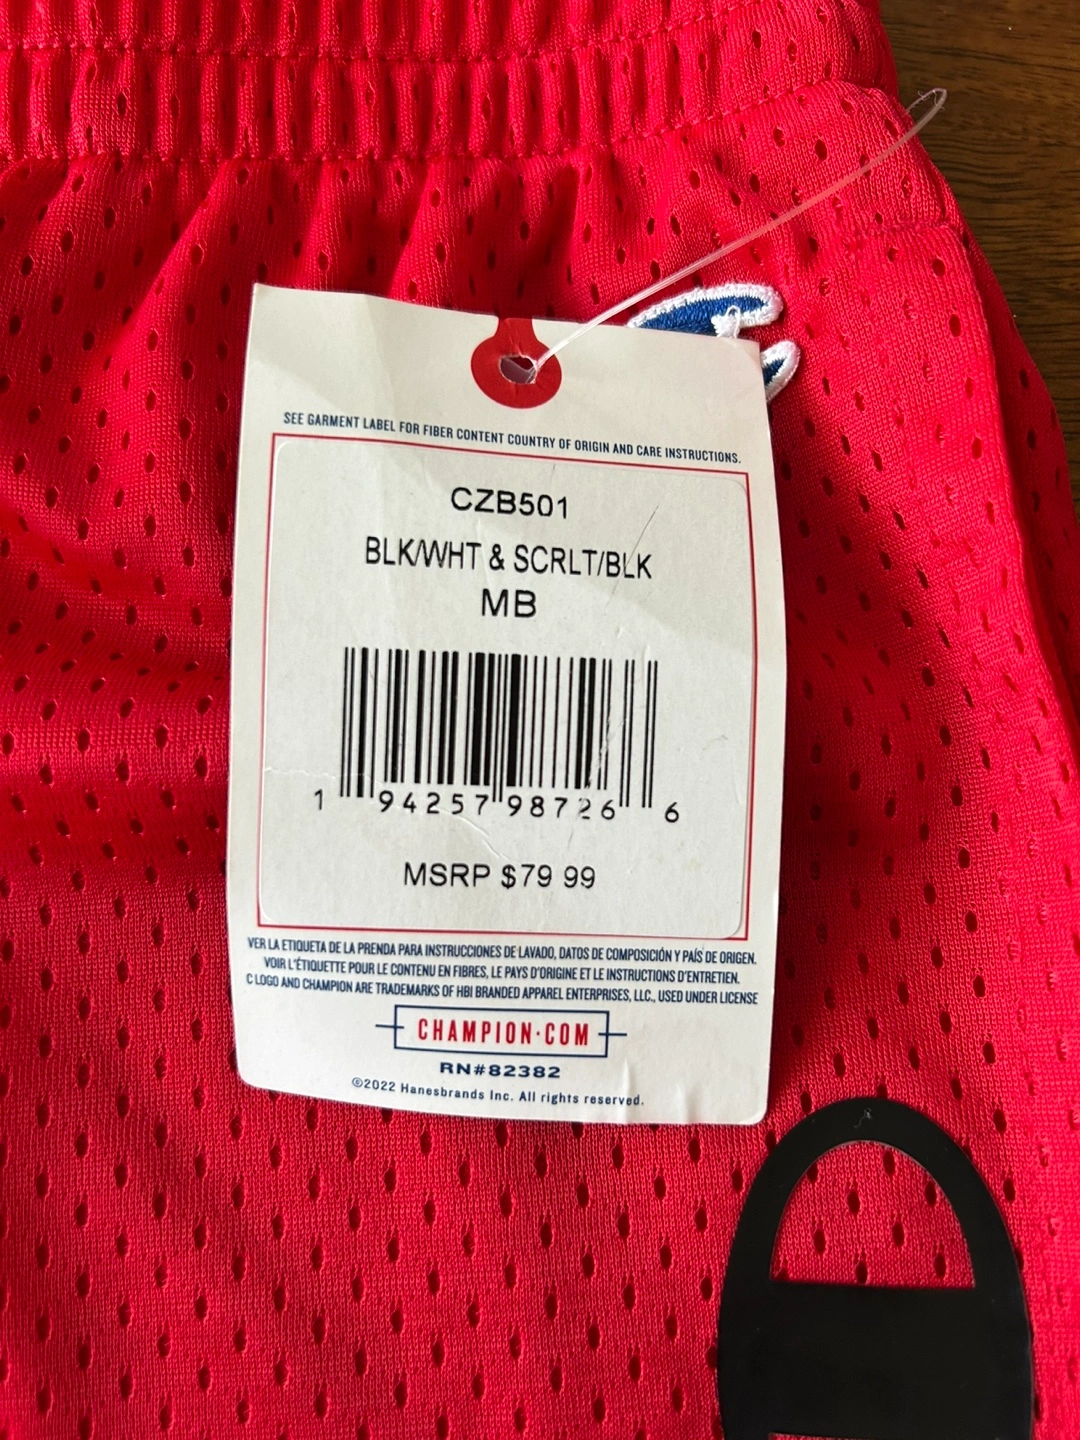 SEE GARMENT LABEL FOR FIBER CONTENT COUNTRY OF ORIGIN AND CARE INSTRUCTIONS.
CZB501
BLK/WHT & SCRLT/BLK
MB
1 94257 98726 6
MSRP $79 99
VER LA ETIQUETA DE LA PRENDA PARA INSTRUCCIONES DE LAVADO, DATOS DE COMPOSICIÓN Y PAÍS DE ORIGEN.
VOIR L'ÉTIQUETTE POUR LE CONTENU EN FIBRES, LE PAYS D'ORIGINE ET LE INSTRUCTIONS D'ENTRETIEN.
C LOGO AND CHAMPION ARE TRADEMARKS OF HBI BRANDED APPAREL ENTERPRISES, LLC., USED UNDER LICENSE
CHAMPION·COM
RN#82382
©2022 Hanesbrands Inc. All rights reserved.